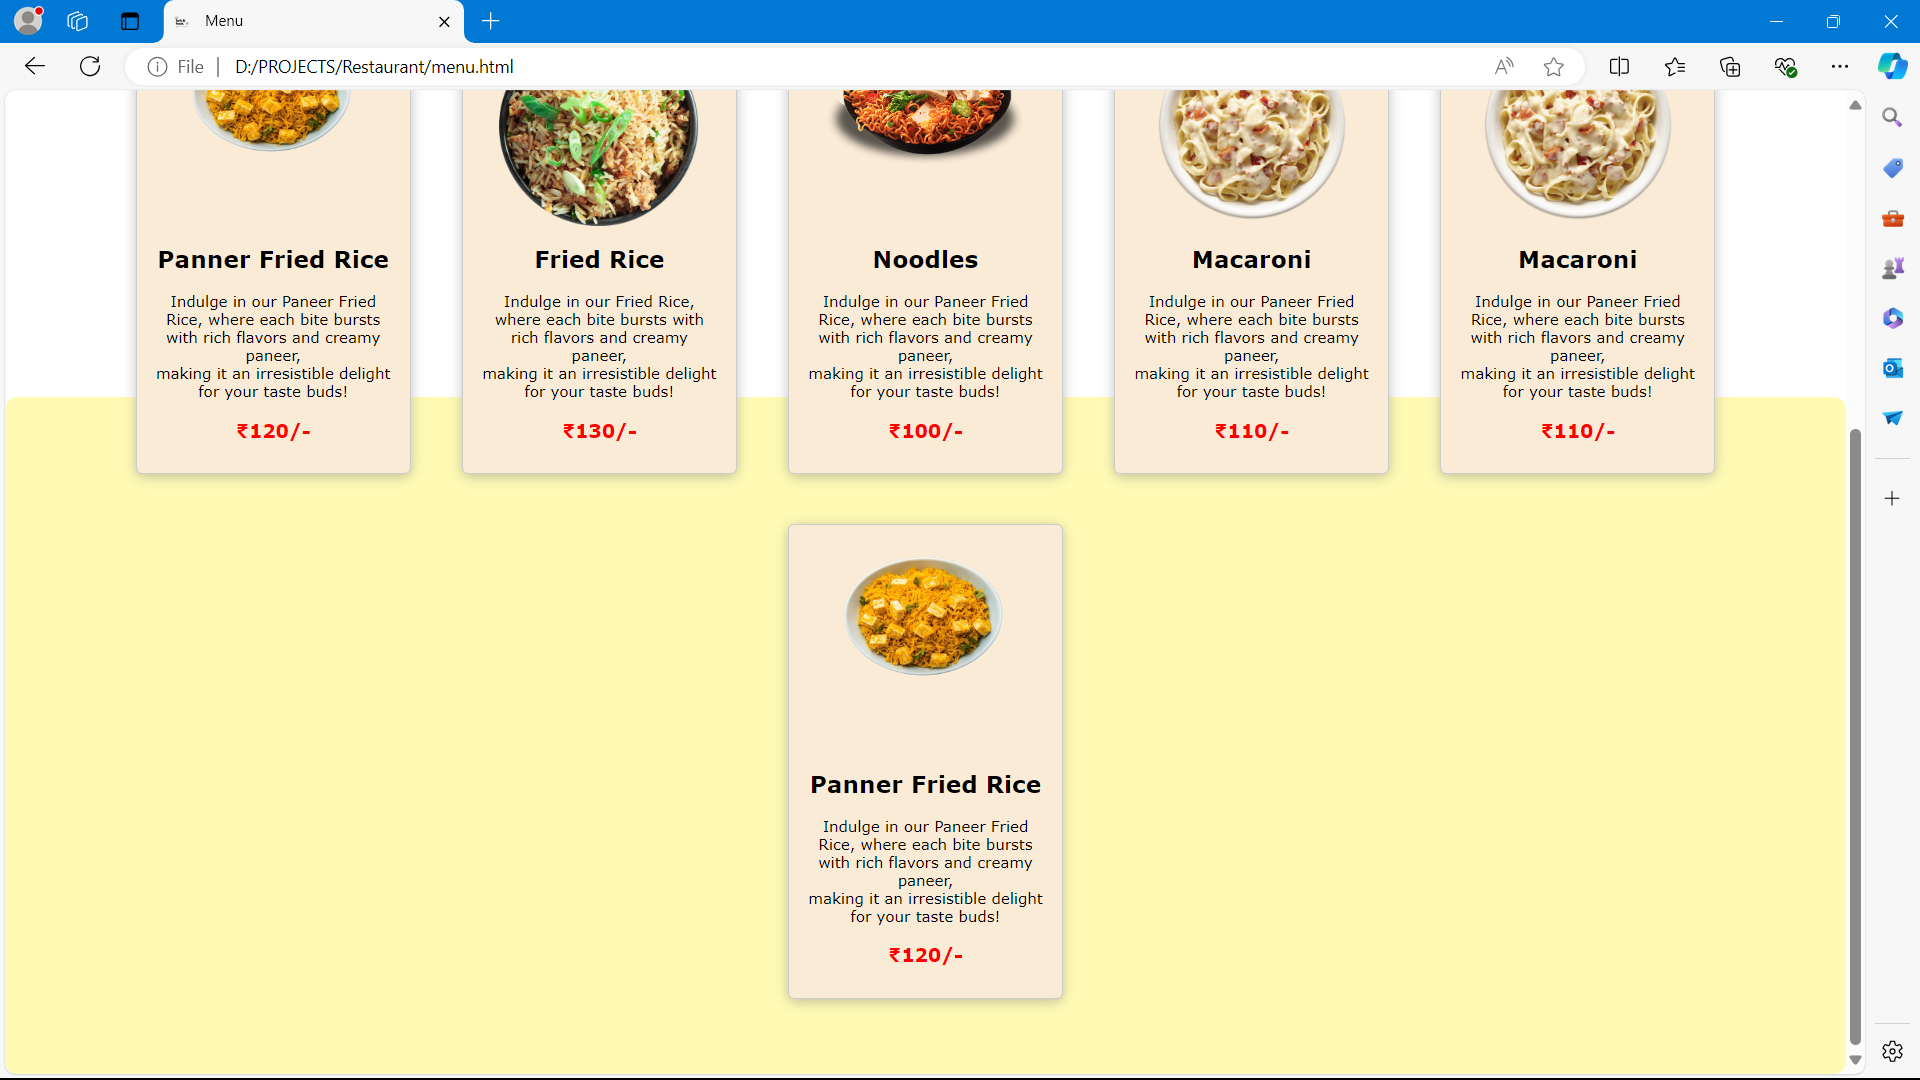 Menu
File
D:/PROJECTS/Restaurant/menu.html
Panner Fried Rice
Indulge in our Paneer Fried
Rice, where each bite bursts
with rich flavors and creamy
paneer,
making it an irresistible delight
for your taste buds!
₹120/-
Fried Rice
Indulge in our Fried Rice,
where each bite bursts with
rich flavors and creamy
paneer,
making it an irresistible delight
for your taste buds!
₹130/-
Noodles
Indulge in our Paneer Fried
Rice, where each bite bursts
with rich flavors and creamy
paneer,
making it an irresistible delight
for your taste buds!
₹100/-
Macaroni
Indulge in our Paneer Fried
Rice, where each bite bursts
with rich flavors and creamy
paneer,
making it an irresistible delight
for your taste buds!
₹110/-
Macaroni
Indulge in our Paneer Fried
Rice, where each bite bursts
with rich flavors and creamy
paneer,
making it an irresistible delight
for your taste buds!
₹110/-
Panner Fried Rice
Indulge in our Paneer Fried
Rice, where each bite bursts
with rich flavors and creamy
paneer,
making it an irresistible delight
for your taste buds!
₹120/-